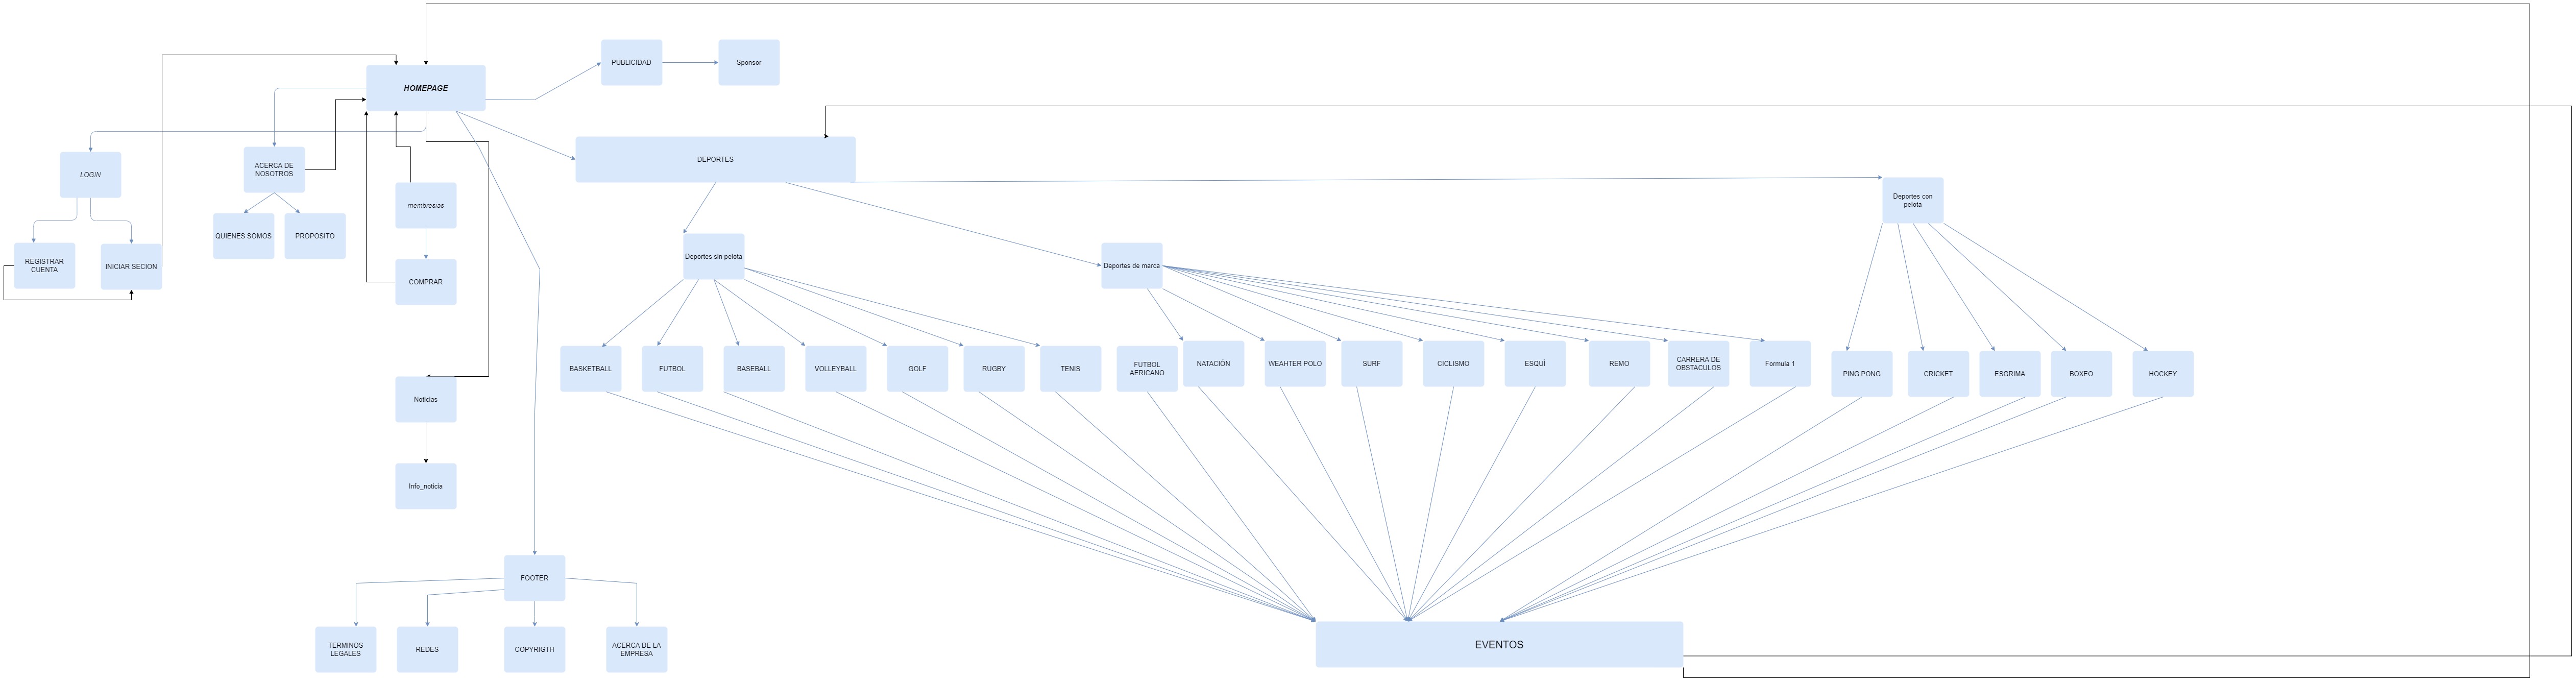 PUBLICIDAD
Sponsor
HOMEPAGE
DEPORTES
LOGIN
ACERCA DE
NOSOTROS
membresias
Deportes con
pelota
QUIENES SOMOS
PROPOSITO
REGISTRAR
CUENTA
INICIAR SECION
COMPRAR
Deportes sin pelota
Deportes de marca
BASKETBALL
FUTBOL
BASEBALL
VOLLEYBALL
GOLF
RUGBY
TENIS
FUTBOL
AERICANO
NATACIÓN
WEAHTER POLO
SURF
CICLISMO
ESQUÍ
REMO
CARRERA DE
OBSTACULOS
Formula 1
PING PONG
CRICKET
ESGRIMA
BOXEO
HOCKEY
Noticias
Info_noticia
FOOTER
TERMINOS
LEGALES
REDES
COPYRIGTH
ACERCA DE LA
EMPRESA
EVENTOS